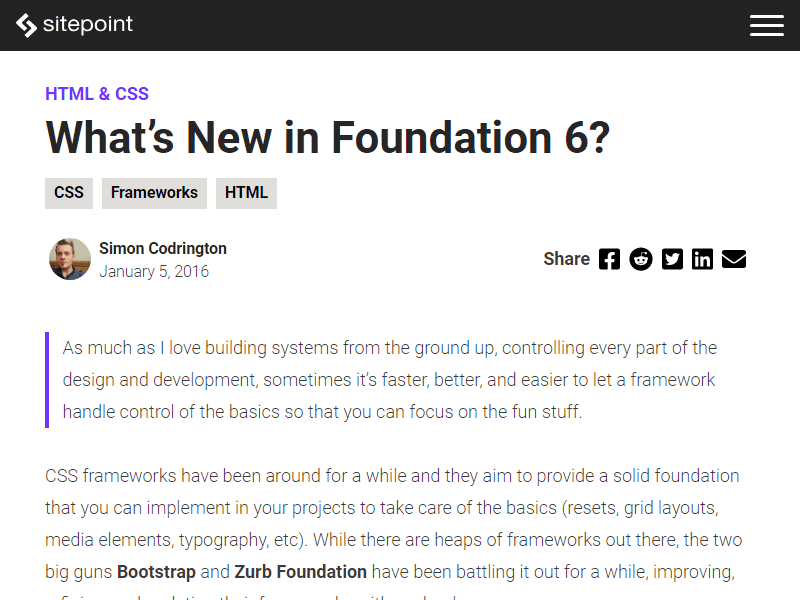 sitepoint
HTML & CSS
What’s New in Foundation 6?
CSS Frameworks HTML
Simon Codrington
January 5, 2016
Share
As much as I love building systems from the ground up, controlling every part of the
design and development, sometimes it’s faster, better, and easier to let a framework
handle control of the basics so that you can focus on the fun stuff.
CSS frameworks have been around for a while and they aim to provide a solid foundation
that you can implement in your projects to take care of the basics (resets, grid layouts,
media elements, typography, etc). While there are heaps of frameworks out there, the two
big guns Bootstrap and Zurb Foundation have been battling it out for a while, improving,